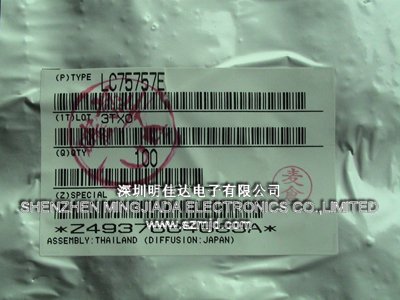 (P)TYPE LC75757E
(1T)LOT 3TX0
(Q)QTY 100
(Z)SPECIAL
深圳明佳达电子有限公司
SHENZHEN MINGJIADA ELECTRONICS CO.,LIMITED
www.szmjd.com
ASSEMBLY:THAILAND (DIFFUSION:JAPAN)